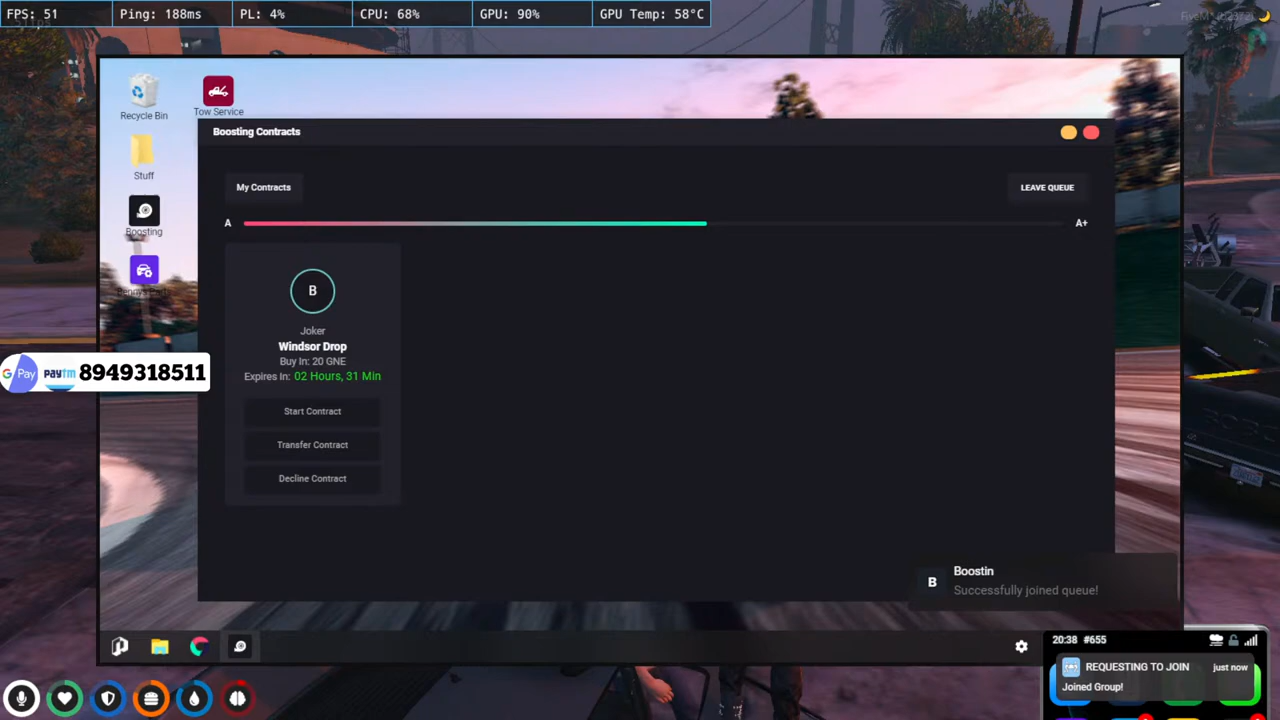 FPS: 51
Ping: 188ms
PL: 4%
CPU: 68%
GPU: 90%
GPU Temp: 58°C
Recycle Bin
Tow Service
Boosting Contracts
Stuff
My Contracts
LEAVE QUEUE
A
A+
Boosting
B
Joker
Windsor Drop
Buy In: 20 GNE
Expires In: 02 Hours, 31 Min
G Pay paytm 8949318511
Start Contract
Transfer Contract
Decline Contract
B
Boostin
Successfully joined queue!
20:38 #655
REQUESTING TO JOIN just now
Joined Group!